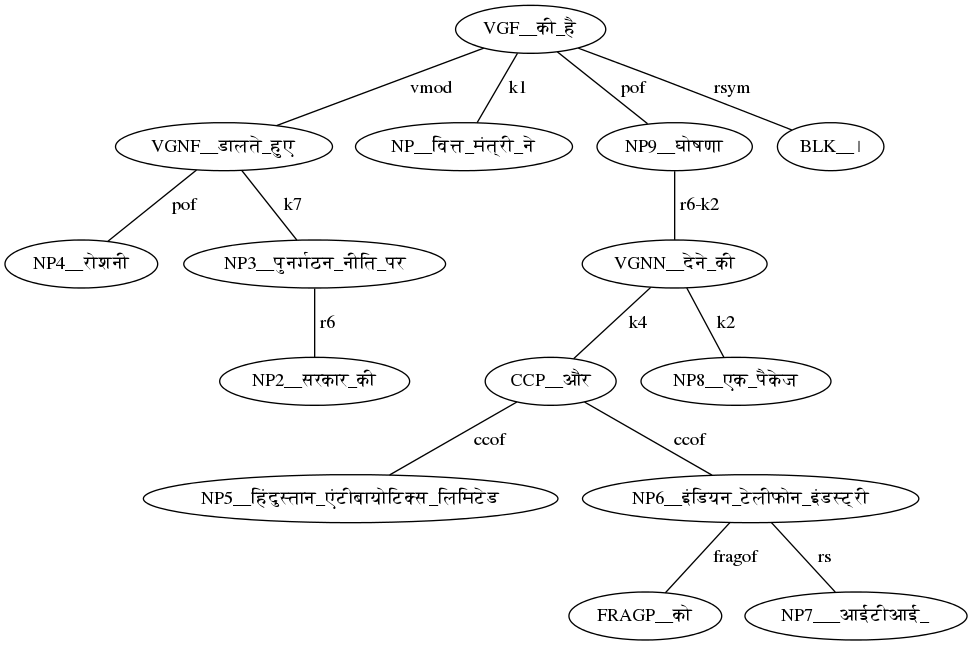 VGF__की_है
vmod k1 pof rsym
VGNF__डालते_हुए NP__वित्त_मंत्री_ने NP9__घोषणा BLK__।
pof k7 r6-k2
NP4__रोशनी NP3__पुनर्गठन_नीति_पर VGNN__देने_की
r6 k4 k2
NP2__सरकार_की CCP__और NP8__एक_पैकेज
ccof ccof
NP5__हिंदुस्तान_एंटीबायोटिक्स_लिमिटेड NP6__इंडियन_टेलीफोन_इंडस्ट्री
fragof rs
FRAGP__को NP7___आईटीआई_